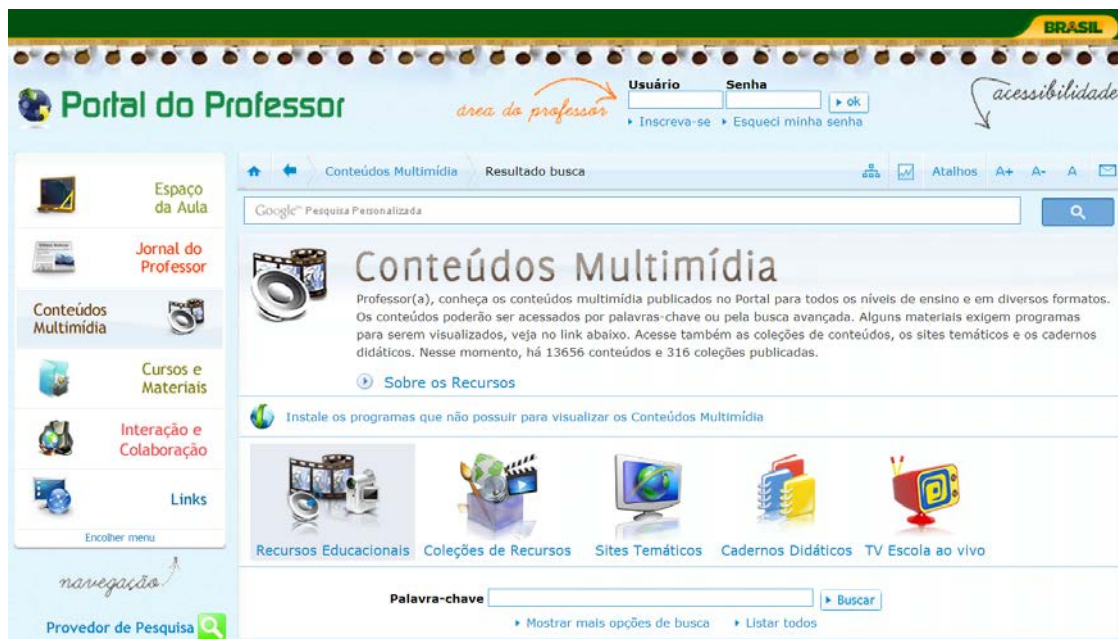 BRASIL
Portal do Professor
área do professor
Usuário
Senha
ok
Inscreva-se
Esqueci minha senha
acessibilidade
Conteúdos Multimídia
Resultado busca
Atalhos
A+
A-
A
Google™ Pesquisa Personalizada
Espaço
da Aula
Jornal do
Professor
Conteúdos
Multimídia
Cursos e
Materiais
Interação e
Colaboração
Links
Encolher menu
navegação
Provedor de Pesquisa
Conteúdos Multimídia
Professor(a), conheça os conteúdos multimídia publicados no Portal para todos os níveis de ensino e em diversos formatos.
Os conteúdos poderão ser acessados por palavras-chave ou pela busca avançada. Alguns materiais exigem programas
para serem visualizados, veja no link abaixo. Acesse também as coleções de conteúdos, os sites temáticos e os cadernos
didáticos. Nesse momento, há 13656 conteúdos e 316 coleções publicadas.
Sobre os Recursos
Instale os programas que não possuir para visualizar os Conteúdos Multimídia
Recursos Educacionais
Coleções de Recursos
Sites Temáticos
Cadernos Didáticos
TV Escola ao vivo
Palavra-chave
Buscar
Mostrar mais opções de busca
Listar todos